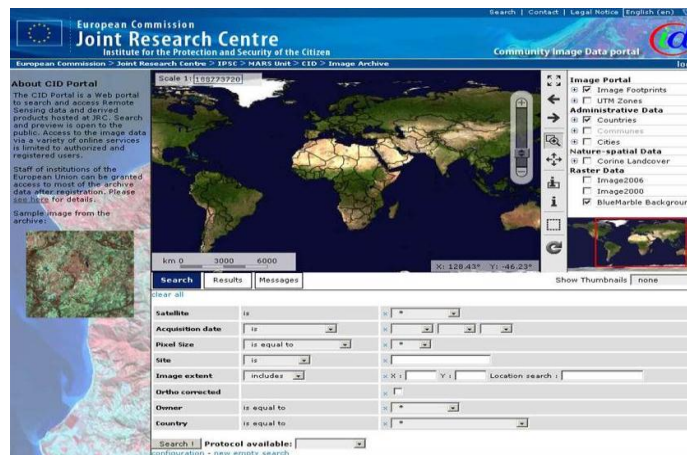 Search | Contact | Legal Notice English (en)
European Commission
Joint Research Centre
Institute for the Protection and Security of the Citizen
Community Image Data portal
European Commission > Joint Research Centre > IPSC > MARS Unit > CID > Image Archive
About CID Portal
The CID Portal is a Web portal
to search and access Remote
Sensing data and derived
products hosted at JRC. Search
and preview is open to the
public. Access to the image data
via a variety of online services
is limited to authorized and
registered users.
Staff of institutions of the
European Union can be granted
access to most of the archive
data after registration. Please
see here for details.
Sample image from the
archive:
Scale 1: 188773720
km 0 3000 6000
X: 128.43° Y: -46.23°
Image Portal
Image Footprints
UTM Zones
Administrative Data
Countries
Communes
Cities
Nature-spatial Data
Corine Landcover
Raster Data
Image2006
Image2000
BlueMarble Backgroun
Search Results Messages
Show Thumbnails none
clear all
Satellite is *
Acquisition date is
Pixel Size is equal to *
Site is
Image extent includes X : Y : Location search :
Ortho corrected
Owner is equal to *
Country is equal to *
Search ! Protocol available:
configuration - new empty search